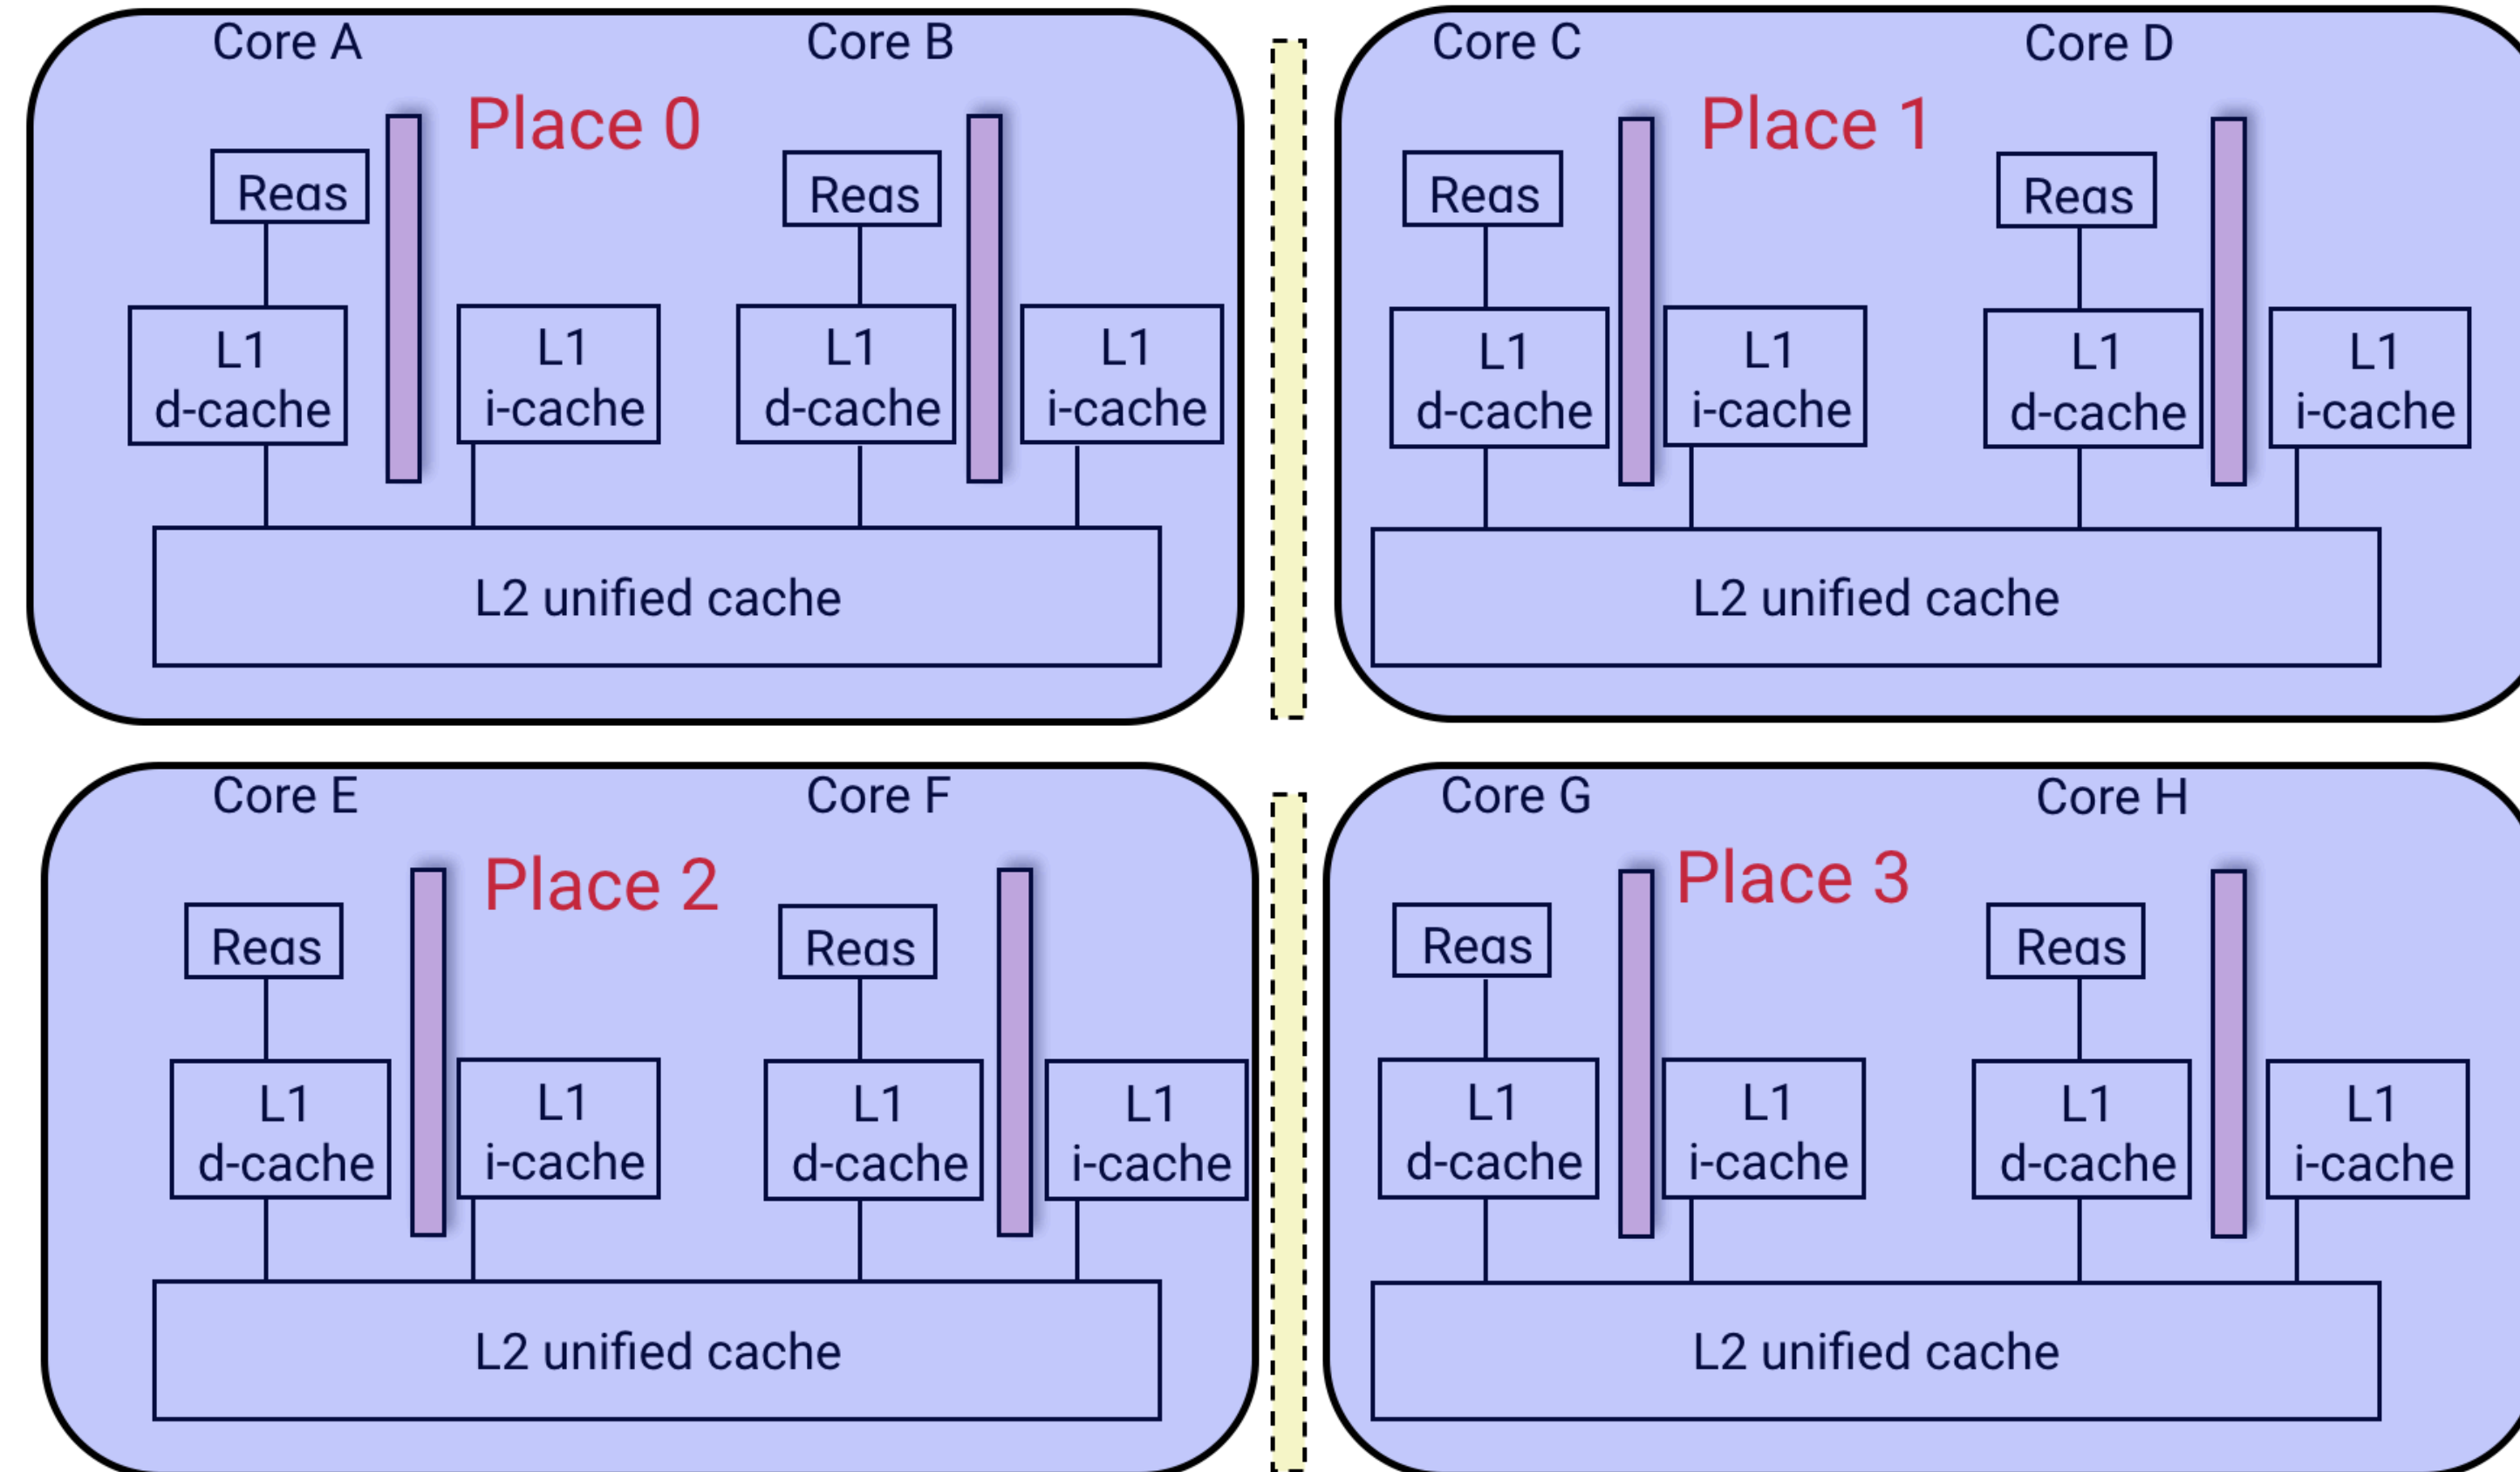 Core A Core B Core C Core D
Place 0 Place 1
Regs Regs Regs Regs
L1 L1 L1 L1 L1 L1 L1 L1
d-cache i-cache d-cache i-cache d-cache i-cache d-cache i-cache
L2 unified cache L2 unified cache
Core E Core F Core G Core H
Place 2 Place 3
Regs Regs Regs Regs
L1 L1 L1 L1 L1 L1 L1 L1
d-cache i-cache d-cache i-cache d-cache i-cache d-cache i-cache
L2 unified cache L2 unified cache